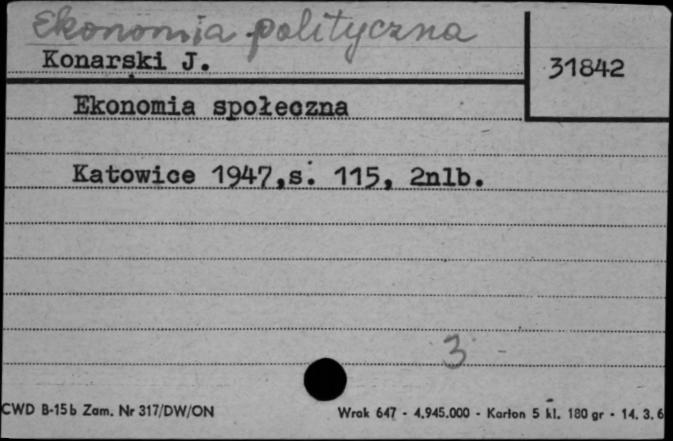 Ekonomia polityczna
Konarski J.
31842
Ekonomia społeczna
Katowice 1947,s. 115, 2nlb.
3
CWD B-15b Zam. Nr 317/DW/ON
Wrak 647 - 4.945.000 - Karton 5 kl. 180 gr - 14. 3. 6